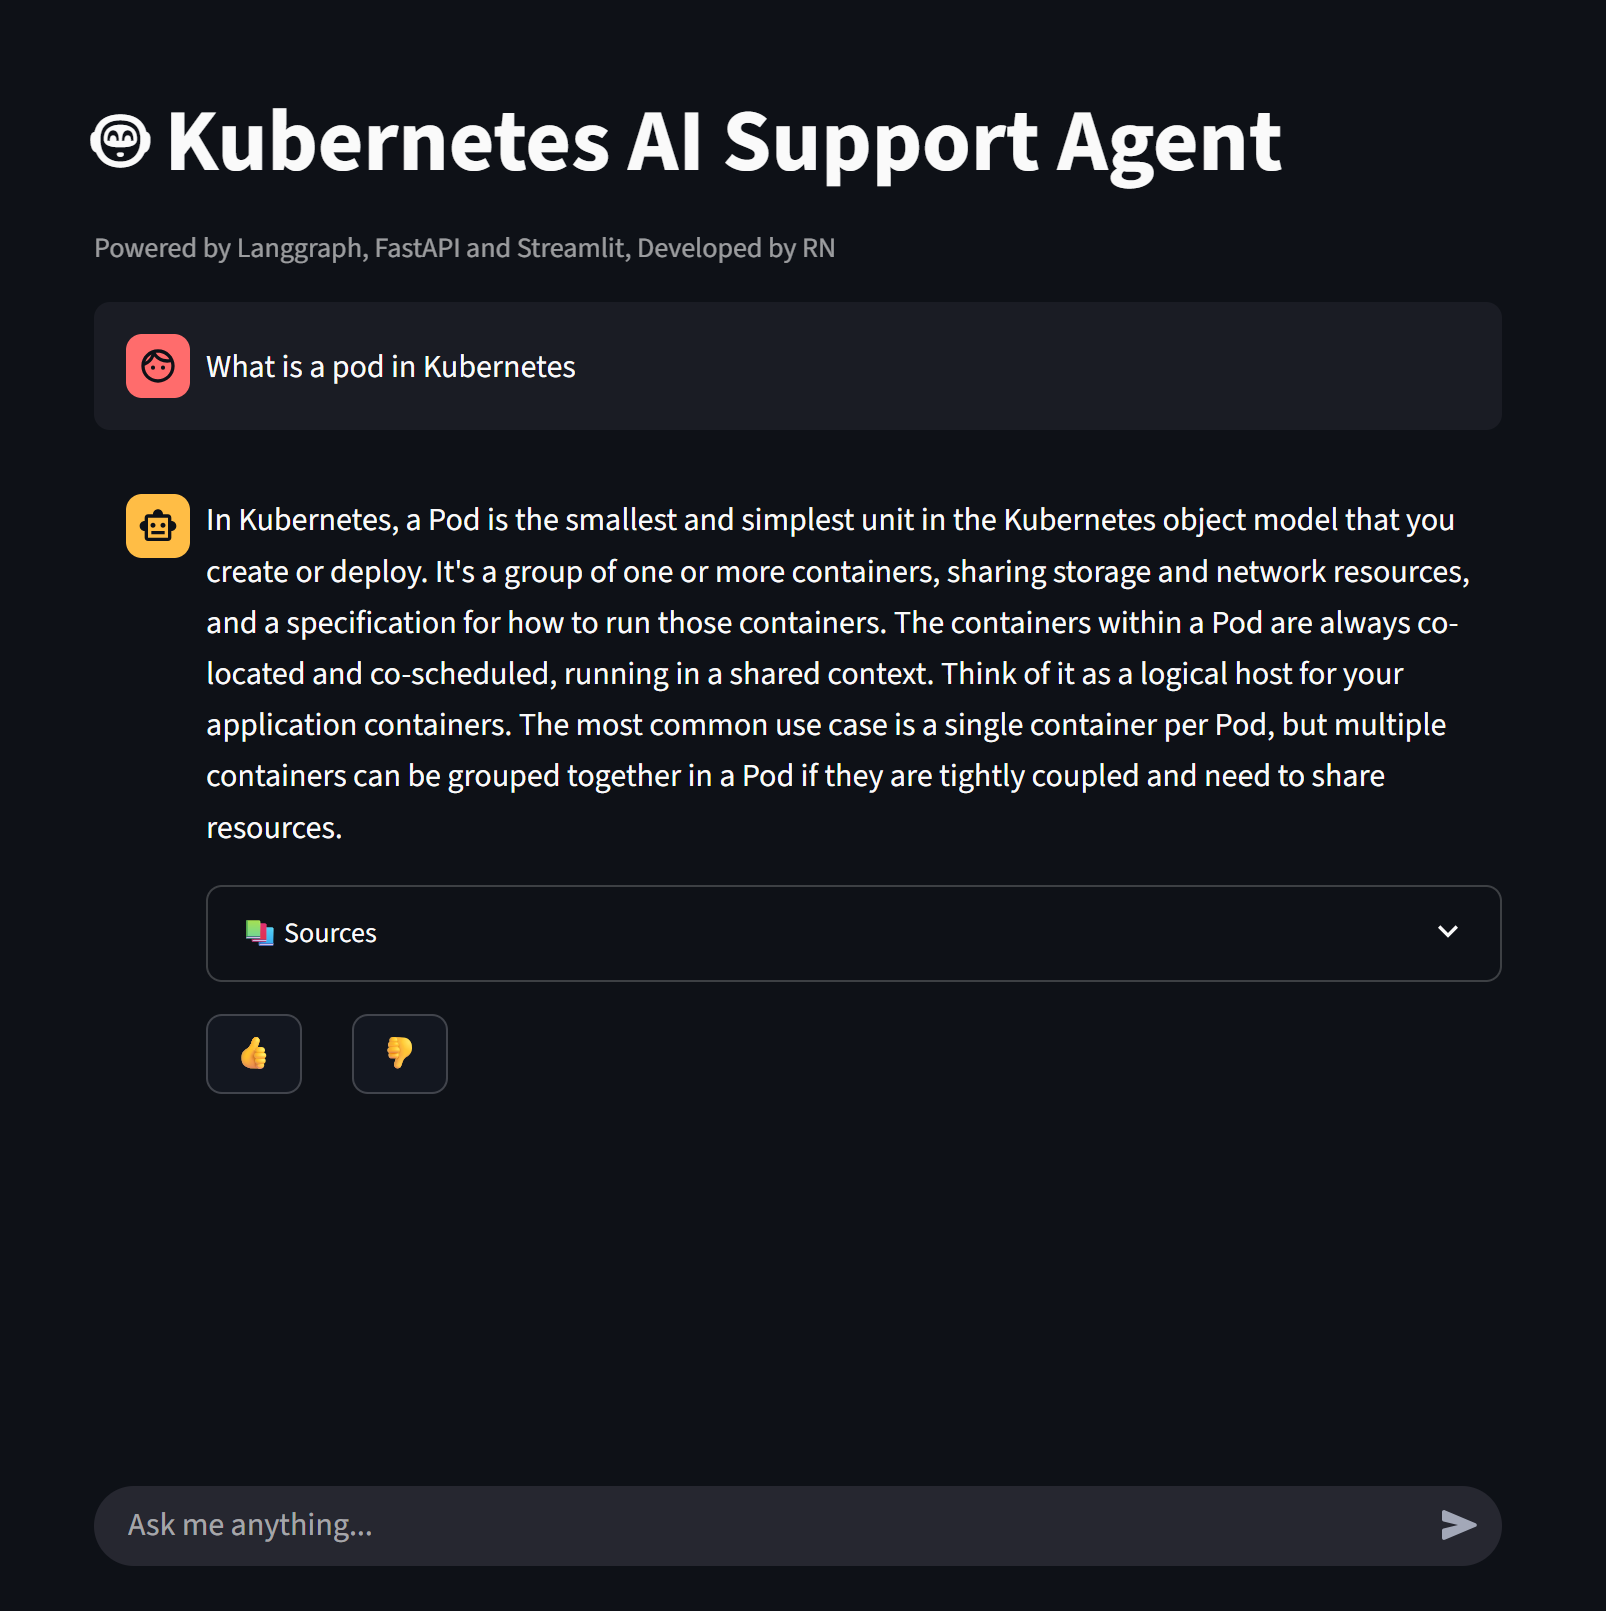 Kubernetes AI Support Agent
Powered by Langgraph, FastAPI and Streamlit, Developed by RN
What is a pod in Kubernetes
In Kubernetes, a Pod is the smallest and simplest unit in the Kubernetes object model that you
create or deploy. It's a group of one or more containers, sharing storage and network resources,
and a specification for how to run those containers. The containers within a Pod are always co-
located and co-scheduled, running in a shared context. Think of it as a logical host for your
application containers. The most common use case is a single container per Pod, but multiple
containers can be grouped together in a Pod if they are tightly coupled and need to share
resources.
Sources
Ask me anything...